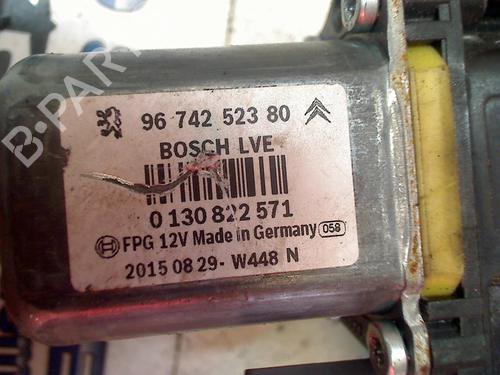 96 742 523 80
BOSCH LVE
0 130 822 571
FPG 12V Made in Germany 058
2015 08 29- W448 N
B-PARTS